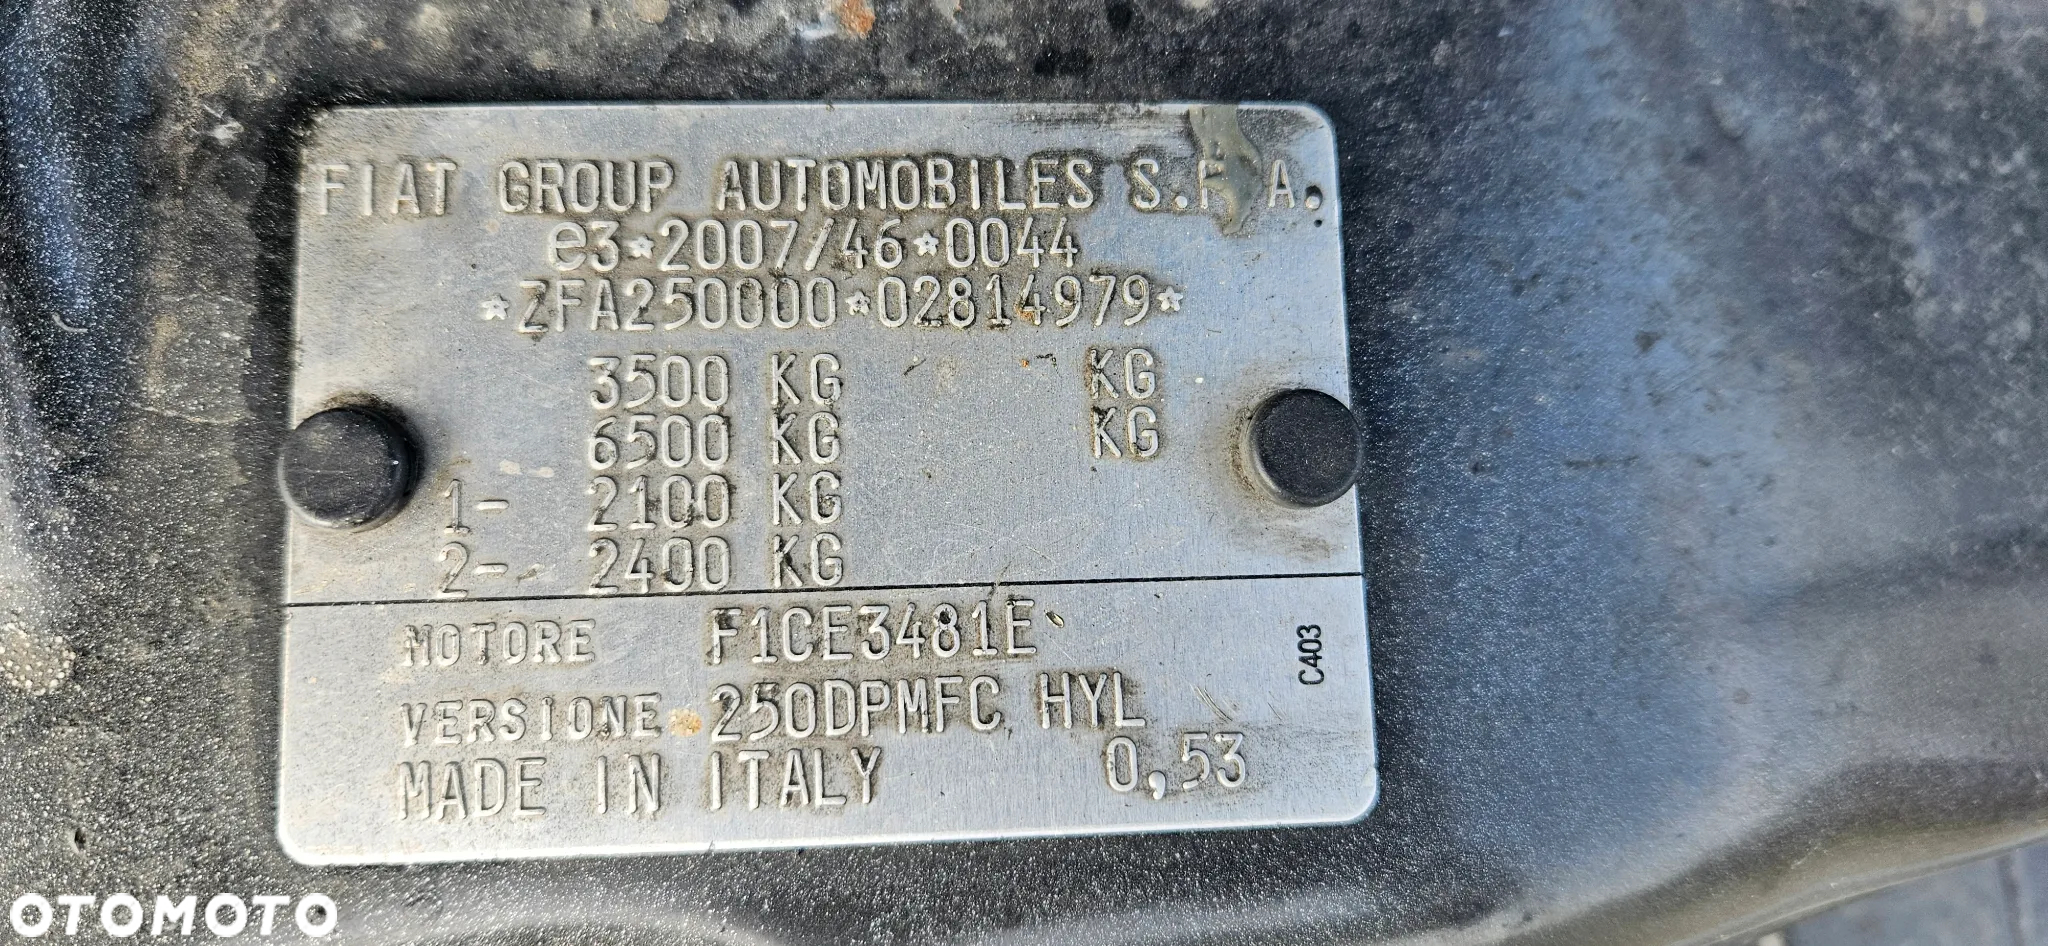 FIAT GROUP AUTOMOBILES S.P.A.
e3*2007/46*0044
*ZFA250000*02814979*
3500 KG KG
6500 KG KG
1- 2100 KG
2- 2400 KG
MOTORE F1CE3481E
VERSIONE 250DPMFC HYL
MADE IN ITALY 0,53
C403
OTOMOTO